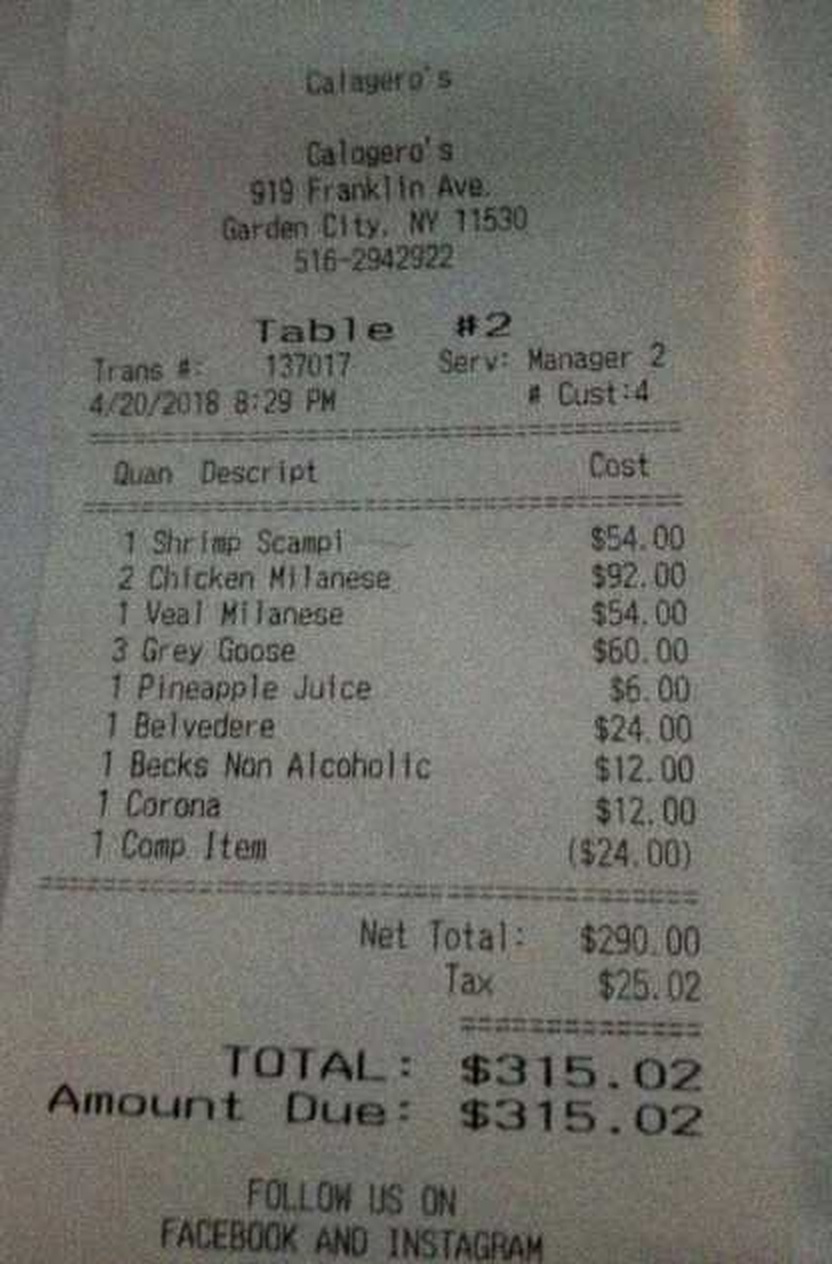 Calagero's
Calogero's
919 Franklin Ave.
Garden City, NY 11530
516-2942922
Table #2
Trans #: 137017 Serv: Manager 2
4/20/2018 8:29 PM # Cust:4
Quan Descript Cost
1 Shrimp Scampi $54.00
2 Chicken Milanese $92.00
1 Veal Milanese $54.00
3 Grey Goose $60.00
1 Pineapple Juice $6.00
1 Belvedere $24.00
1 Becks Non Alcoholic $12.00
1 Corona $12.00
1 Comp Item ($24.00)
Net Total: $290.00
Tax $25.02
TOTAL: $315.02
Amount Due: $315.02
FOLLOW US ON
FACEBOOK AND INSTAGRAM